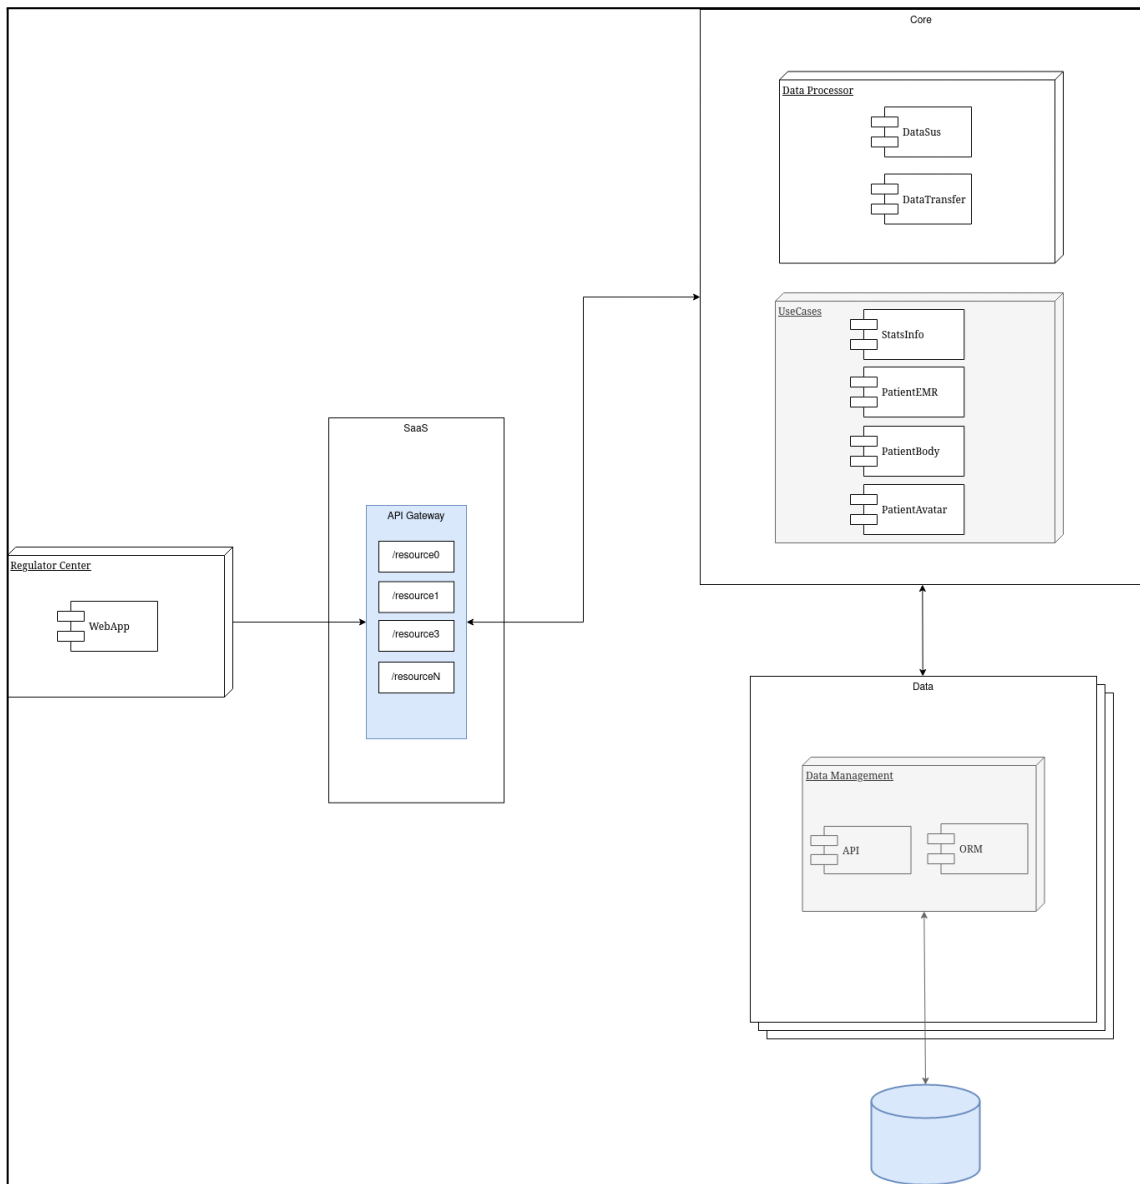 Core
Data Processor
DataSus
DataTransfer
UseCases
StatsInfo
PatientEMR
PatientBody
PatientAvatar
SaaS
API Gateway
/resource0
/resource1
/resource3
/resourceN
Regulator Center
WebApp
Data
Data Management
API
ORM